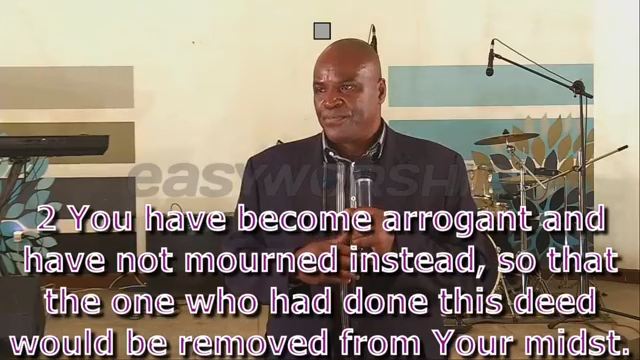 easyworship
2 You have become arrogant and
have not mourned instead, so that
the one who had done this deed
would be removed from Your midst.